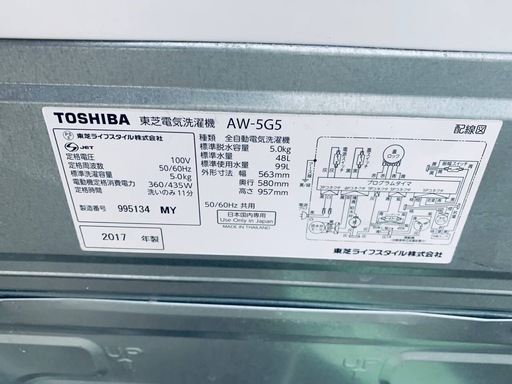 TOSHIBA 東芝電気洗濯機 AW-5G5
東芝ライフスタイル株式会社
JET
定格電圧 100V
定格周波数 50/60Hz
標準洗濯容量 5.0kg
電動機定格消費電力 360/435W
定格時間 洗いのみ 11分
製造番号 995134 MY
2017 年製
種類 全自動電気洗濯機
標準脱水容量 5.0kg
標準水量 48L
標準使用水量 99L
外形寸法 幅 563mm
奥行 580mm
高さ 957mm
50/60Hz 共用
日本国内専用
Use Only in Japan
MADE IN THAILAND
配線図
蓋
ロック
プログラムタイマ
東芝ライフスタイル株式会社
UP
UP